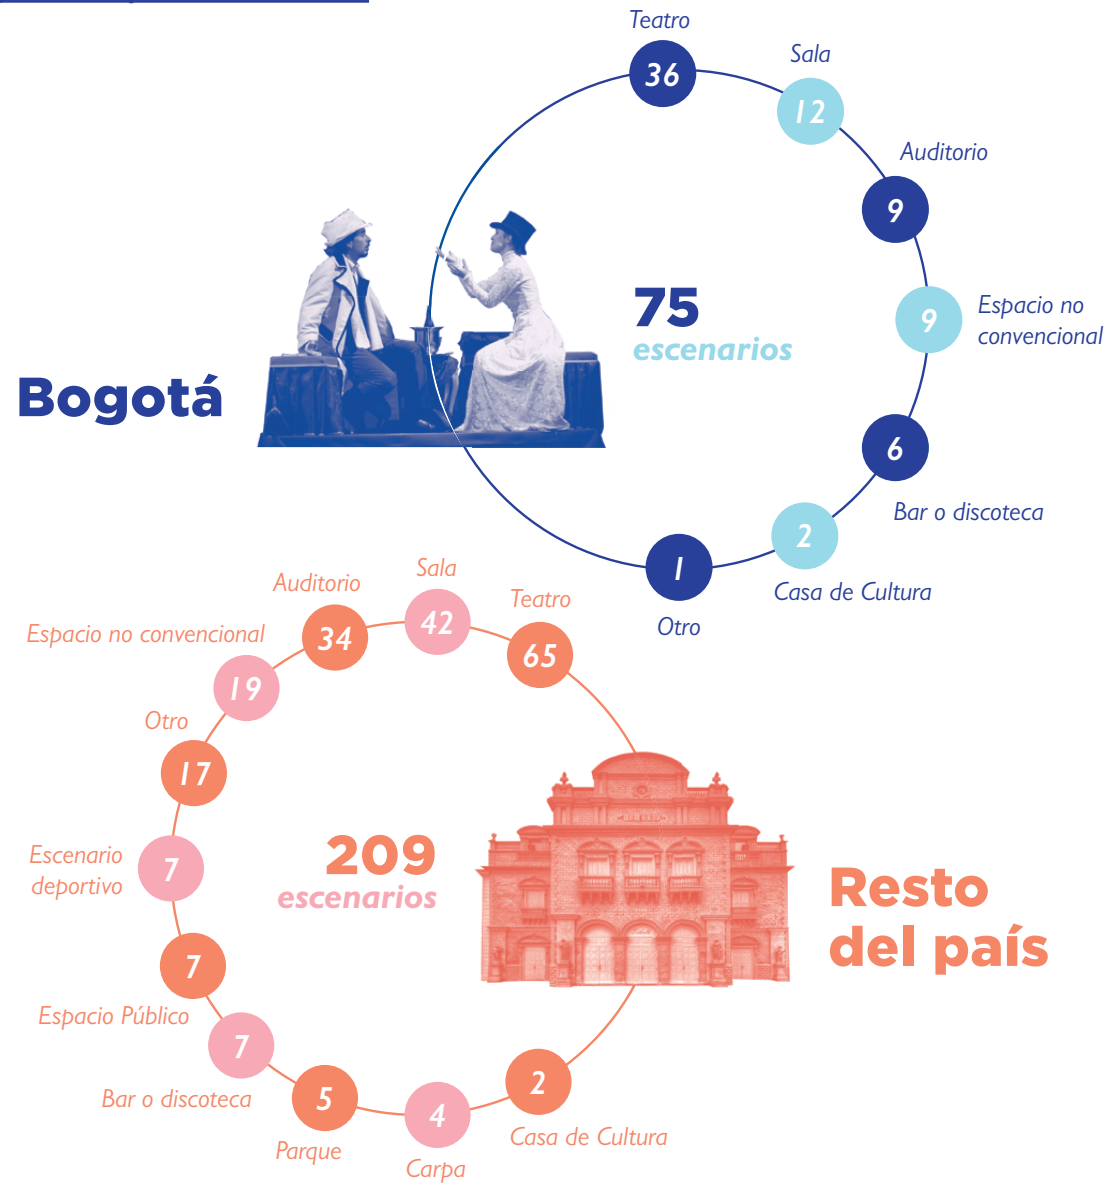 Teatro
36
Sala
12
Auditorio
9
Espacio no
convencional
9
75
escenarios
Bogotá
6
Bar o discoteca
2
Casa de Cultura
1
Otro
Teatro
65
Sala
42
Auditorio
34
Espacio no convencional
19
Otro
17
Escenario
deportivo
7
209
escenarios
Resto
del país
7
Espacio Público
7
Bar o discoteca
5
Parque
4
Carpa
2
Casa de Cultura